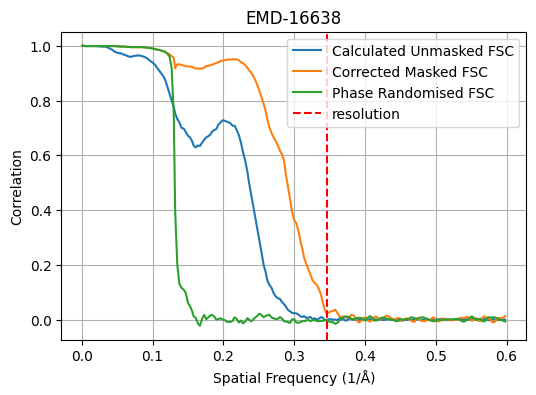 EMD-16638
Calculated Unmasked FSC
Corrected Masked FSC
Phase Randomised FSC
resolution
Correlation
1.0
0.8
0.6
0.4
0.2
0.0
0.0 0.1 0.2 0.3 0.4 0.5 0.6
Spatial Frequency (1/Å)